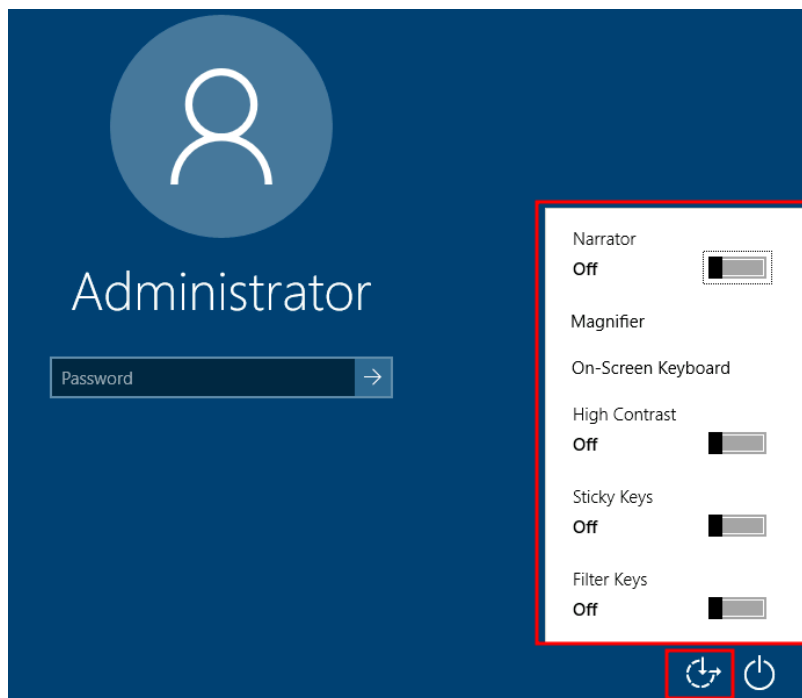 Administrator
Password
Narrator
Off
Magnifier
On-Screen Keyboard
High Contrast
Off
Sticky Keys
Off
Filter Keys
Off